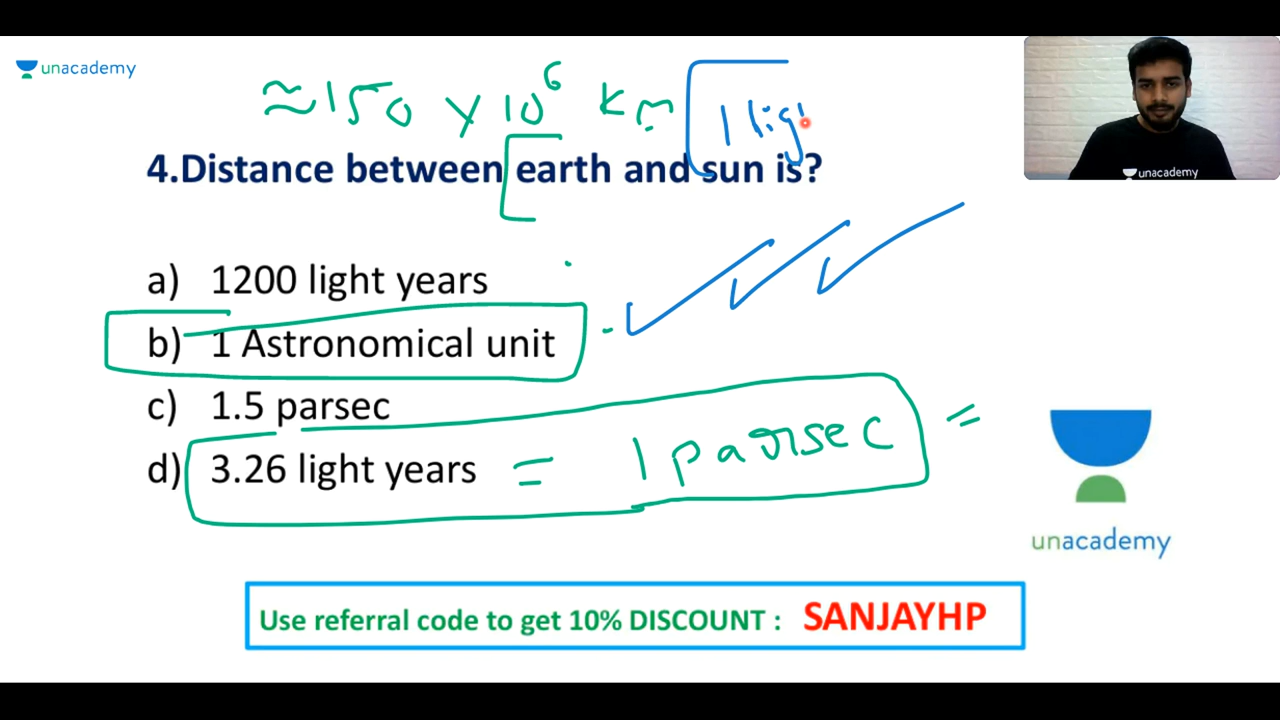 unacademy
≈150 × 10⁶ km
1 lig
unacademy
4.Distance between earth and sun is?
a) 1200 light years
b) 1 Astronomical unit
c) 1.5 parsec
d) 3.26 light years = 1 parsec =
unacademy
Use referral code to get 10% DISCOUNT : SANJAYHP